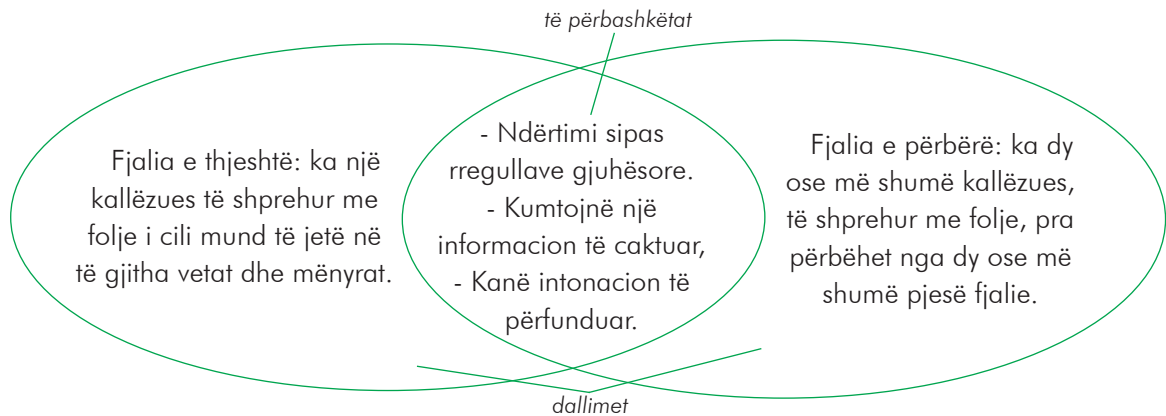 të përbashkëtat
Fjalia e thjeshtë: ka një
kallëzues të shprehur me
folje i cili mund të jetë në
të gjitha vetat dhe mënyrat.
- Ndërtimi sipas
rregullave gjuhësore.
- Kumtojnë një
informacion të caktuar,
- Kanë intonacion të
përfunduar.
Fjalia e përbërë: ka dy
ose më shumë kallëzues,
të shprehur me folje, pra
përbëhet nga dy ose më
shumë pjesë fjalie.
dallimet